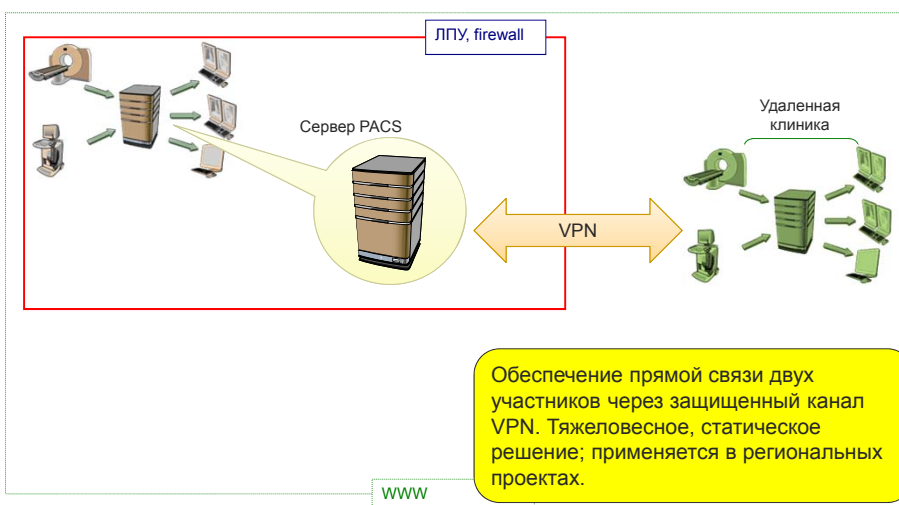 ЛПУ, firewall
Сервер PACS
Удаленная
клиника
VPN
Обеспечение прямой связи двух
участников через защищенный канал
VPN. Тяжеловесное, статическое
решение; применяется в региональных
проектах.
WWW